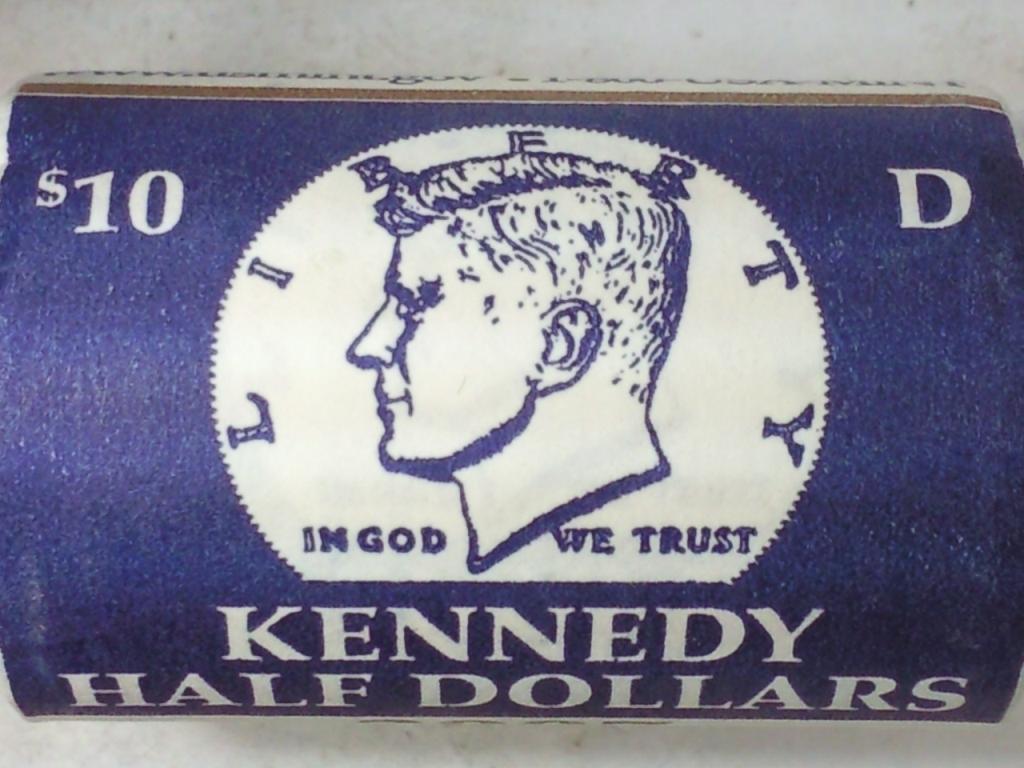 $10
D
LIBERTY
IN GOD WE TRUST
KENNEDY
HALF DOLLARS